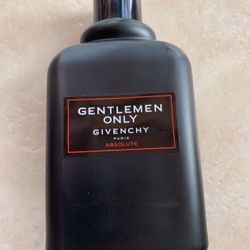 GENTLEMEN
ONLY
GIVENCHY
PARIS
ABSOLUTE